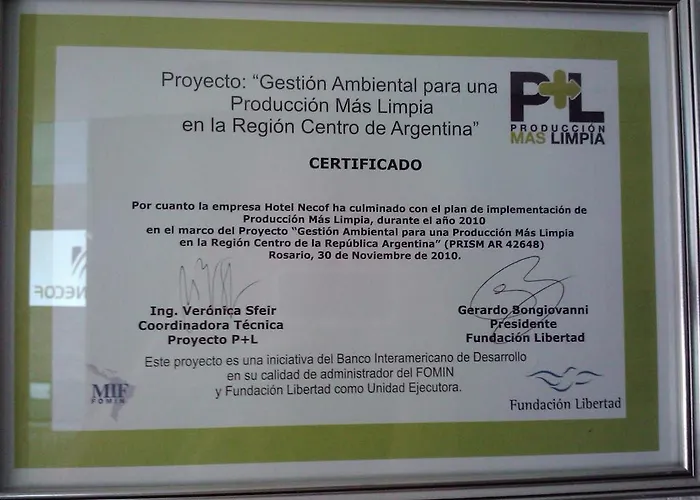 Proyecto: "Gestión Ambiental para una
Producción Más Limpia
en la Región Centro de Argentina"
P+L
PRODUCCIÓN
MAS LIMPIA
CERTIFICADO
Por cuanto la empresa Hotel Necof ha culminado con el plan de implementación de
Producción Más Limpia, durante el año 2010
en el marco del Proyecto "Gestión Ambiental para una Producción Más Limpia
en la Región Centro de la República Argentina" (PRISM AR 42648)
Rosario, 30 de Noviembre de 2010.
NECOF
Ing. Verónica Sfeir
Coordinadora Técnica
Proyecto P+L
Gerardo Bongiovanni
Presidente
Fundación Libertad
Este proyecto es una iniciativa del Banco Interamericano de Desarrollo
en su calidad de administrador del FOMIN
y Fundación Libertad como Unidad Ejecutora.
MIF
FOMIN
Fundación Libertad